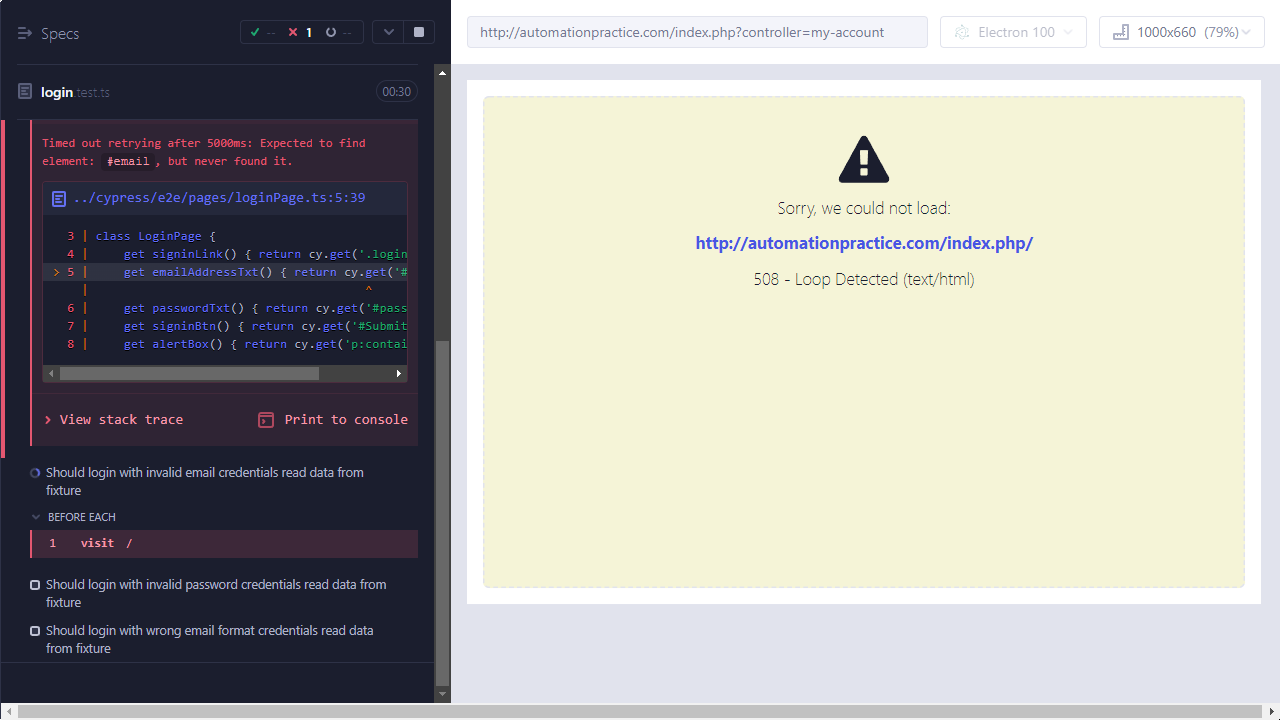 Specs
-- 1 --
login.test.ts
00:30
Timed out retrying after 5000ms: Expected to find
element: #email, but never found it.
../cypress/e2e/pages/loginPage.ts:5:39
3 | class LoginPage {
4 | get signinLink() { return cy.get('.login
> 5 | get emailAddressTxt() { return cy.get('#
| ^
6 | get passwordTxt() { return cy.get('#pass
7 | get signinBtn() { return cy.get('#Submit
8 | get alertBox() { return cy.get('p:contai
View stack trace
Print to console
Should login with invalid email credentials read data from
fixture
BEFORE EACH
1 visit /
Should login with invalid password credentials read data from
fixture
Should login with wrong email format credentials read data
from fixture
http://automationpractice.com/index.php?controller=my-account
Electron 100
1000x660 (79%)
Sorry, we could not load:
http://automationpractice.com/index.php/
508 - Loop Detected (text/html)